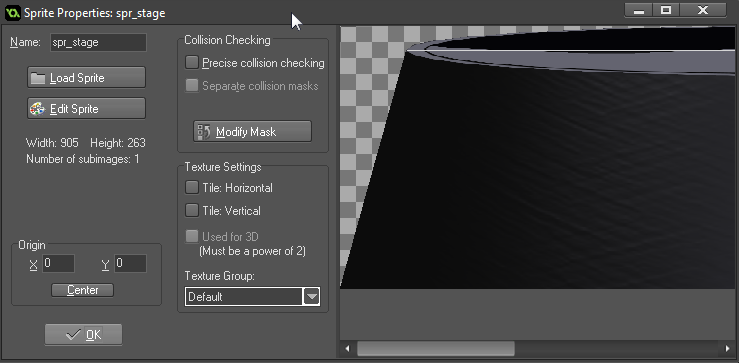 Sprite Properties: spr_stage
Name: spr_stage
Load Sprite
Edit Sprite
Width: 905 Height: 263
Number of subimages: 1
Origin
X 0 Y 0
Center
OK
Collision Checking
Precise collision checking
Separate collision masks
Modify Mask
Texture Settings
Tile: Horizontal
Tile: Vertical
Used for 3D
(Must be a power of 2)
Texture Group:
Default